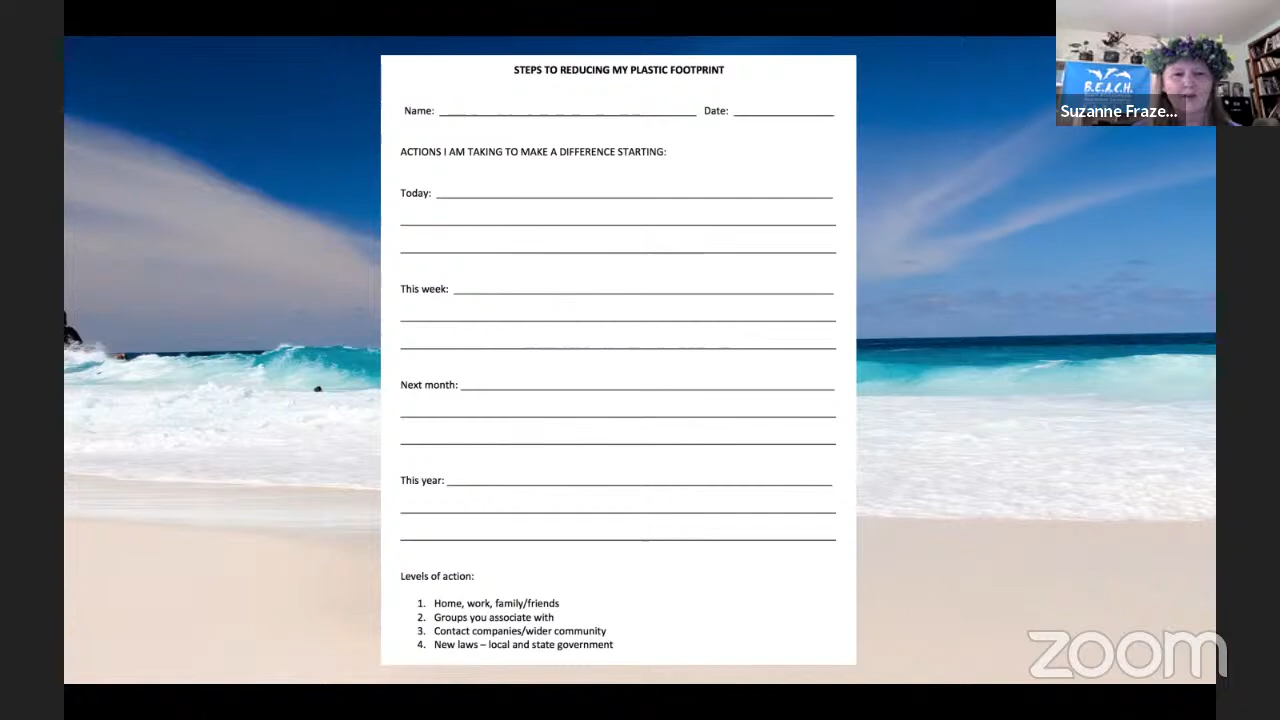 STEPS TO REDUCING MY PLASTIC FOOTPRINT
Name: Date:
ACTIONS I AM TAKING TO MAKE A DIFFERENCE STARTING:
Today:
This week:
Next month:
This year:
Levels of action:
1. Home, work, family/friends
2. Groups you associate with
3. Contact companies/wider community
4. New laws – local and state government
B.E.A.C.H.
Suzanne Fraze...
zoom